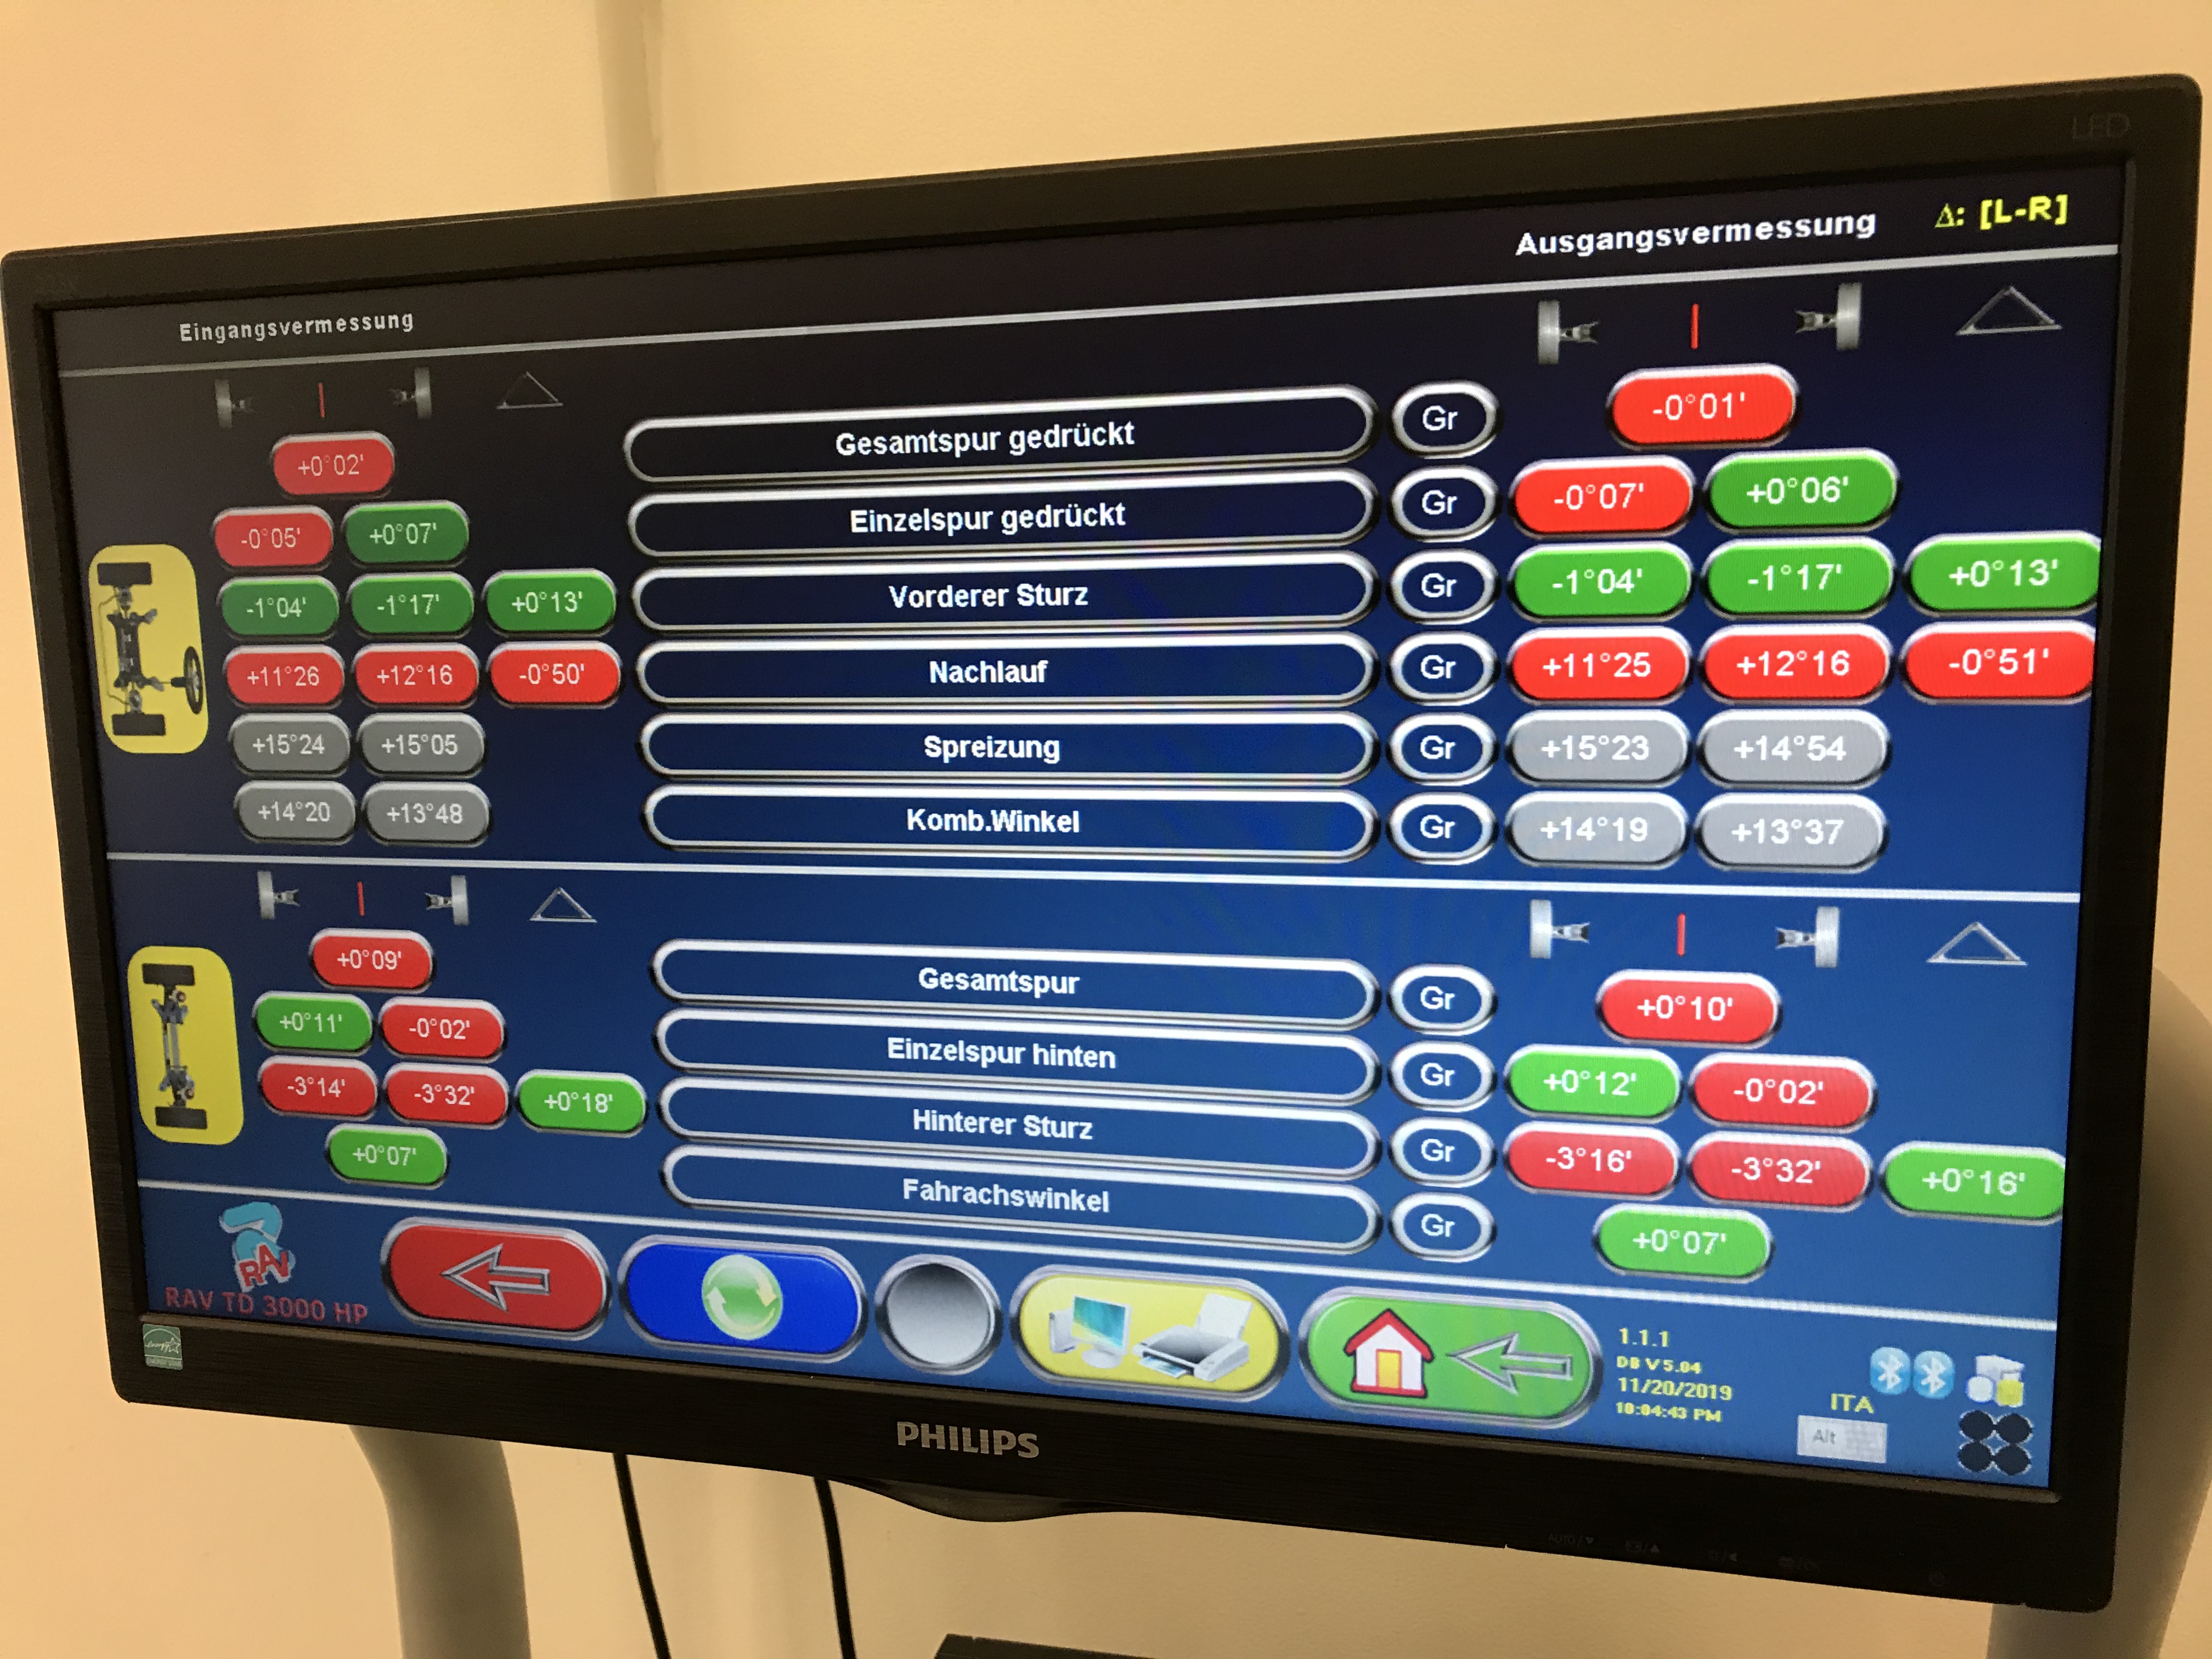 LED
Eingangsvermessung
Ausgangsvermessung Δ: [L-R]
+0°02' Gesamtspur gedrückt Gr -0°01'
-0°05' +0°07' Einzelspur gedrückt Gr -0°07' +0°06'
-1°04' -1°17' +0°13' Vorderer Sturz Gr -1°04' -1°17' +0°13'
+11°26 +12°16 -0°50' Nachlauf Gr +11°25 +12°16 -0°51'
+15°24 +15°05 Spreizung Gr +15°23 +14°54
+14°20 +13°48 Komb.Winkel Gr +14°19 +13°37
+0°09' Gesamtspur Gr +0°10'
+0°11' -0°02' Einzelspur hinten Gr +0°12' -0°02'
-3°14' -3°32' +0°18' Hinterer Sturz Gr -3°16' -3°32' +0°16'
+0°07' Fahrachswinkel Gr +0°07'
RAV
RAV TD 3000 HP
1.1.1
DB V 5.04
11/20/2019
10:04:43 PM
ITA
Alt
PHILIPS